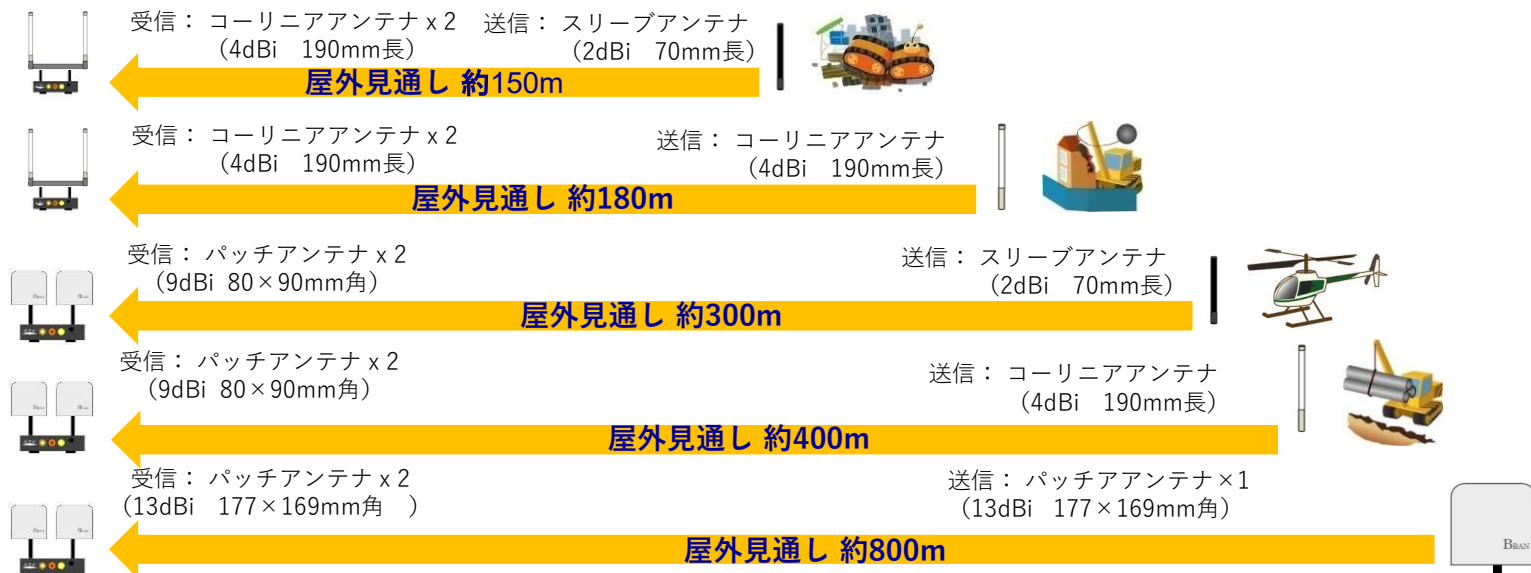 受信： コーリニアアンテナ x 2
（4dBi　190mm長）
送信： スリーブアンテナ
（2dBi　70mm長）
屋外見通し 約150m
受信： コーリニアアンテナ x 2
（4dBi　190mm長）
送信： コーリニアアンテナ
（4dBi　190mm長）
屋外見通し 約180m
受信： パッチアンテナ x 2
（9dBi 80×90mm角）
送信： スリーブアンテナ
（2dBi　70mm長）
屋外見通し 約300m
受信： パッチアンテナ x 2
（9dBi 80×90mm角）
送信： コーリニアアンテナ
（4dBi　190mm長）
屋外見通し 約400m
受信： パッチアンテナ x 2
（13dBi　177×169mm角　）
送信： パッチアアンテナ×1
（13dBi　177×169mm角）
屋外見通し 約800m
BBRAN